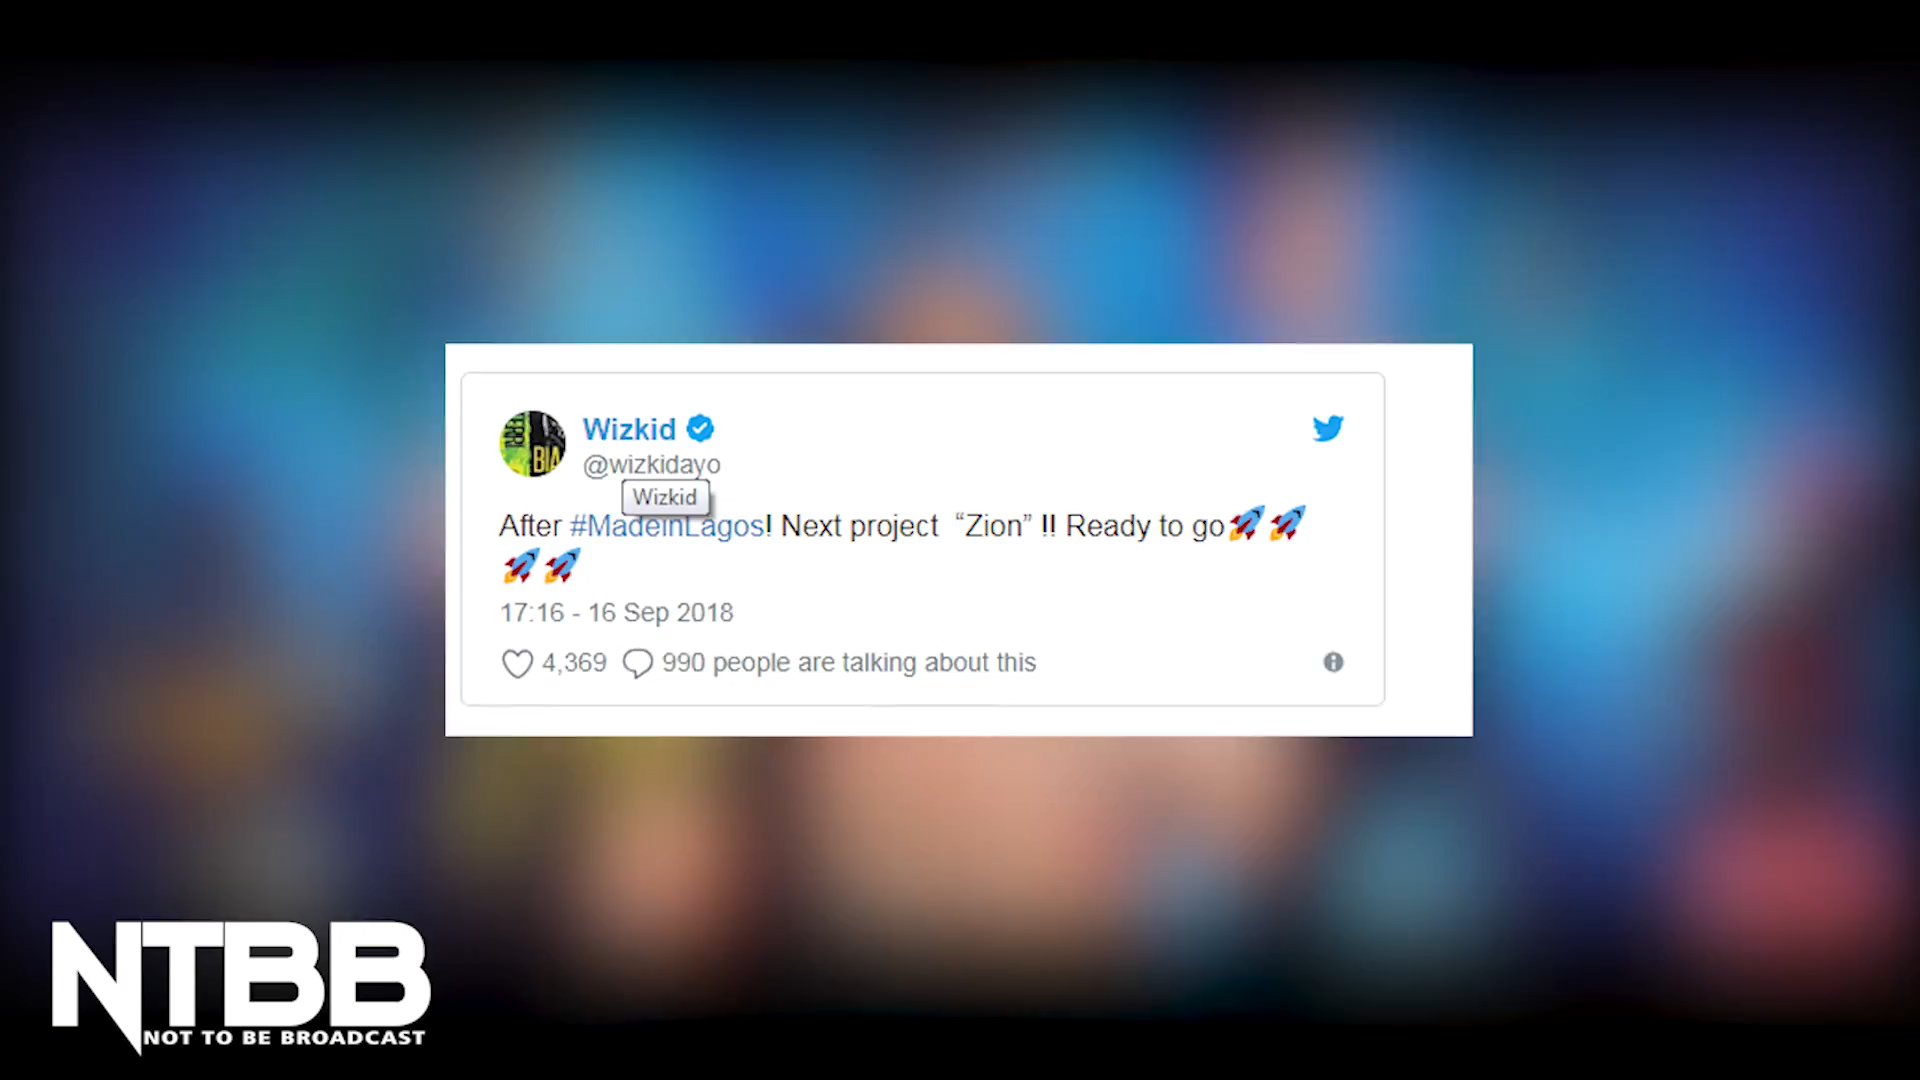 Wizkid
@wizkidayo
Wizkid
After #MadeinLagos! Next project “Zion” !! Ready to go🚀🚀
🚀🚀
17:16 - 16 Sep 2018
4,369 990 people are talking about this
NTBB
NOT TO BE BROADCAST